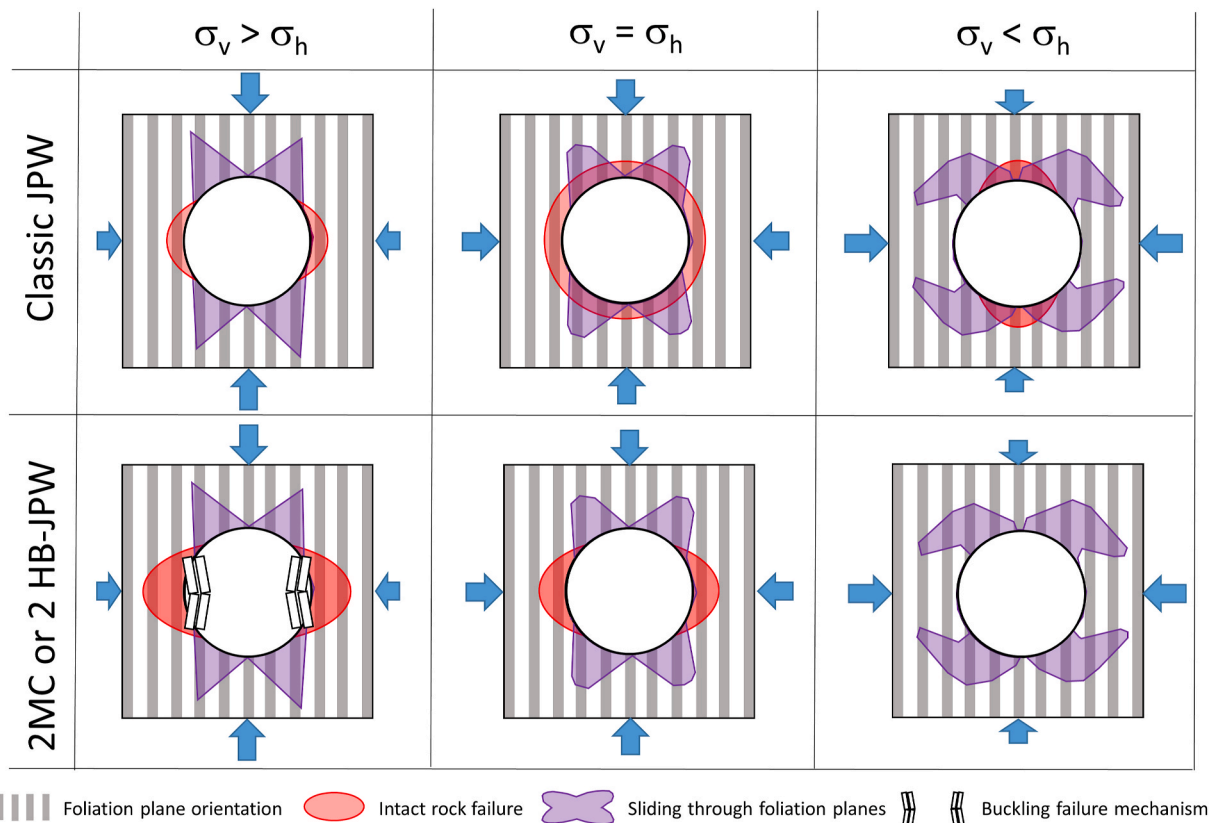 σv > σh
σv = σh
σv < σh
Classic JPW
2MC or 2 HB-JPW
Foliation plane orientation
Intact rock failure
Sliding through foliation planes
Buckling failure mechanism